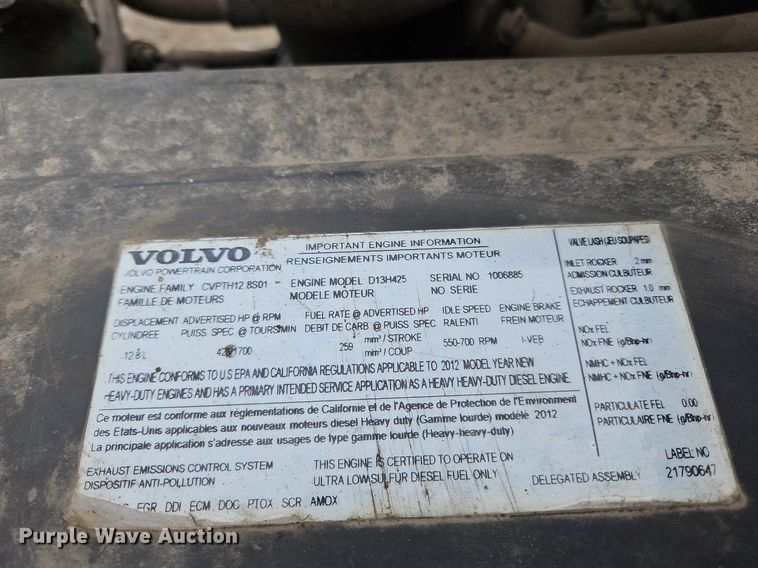 VOLVO
VOLVO POWERTRAIN CORPORATION
IMPORTANT ENGINE INFORMATION
RENSEIGNEMENTS IMPORTANTS MOTEUR
ENGINE FAMILY CVPTH12.8S01
FAMILLE DE MOTEURS
ENGINE MODEL D13H425
MODELE MOTEUR
SERIAL NO. 1006885
NO SERIE
DISPLACEMENT
CYLINDREE
12.8 L
ADVERTISED HP @ RPM
PUISS SPEC @ TOURS/MIN
425/1700
FUEL RATE @ ADVERTISED HP
DEBIT DE CARB @ PUISS SPEC
259 mm³ / STROKE
mm³ / COUP
IDLE SPEED
RALENTI
550-700 RPM
ENGINE BRAKE
FREIN MOTEUR
I-VEB
THIS ENGINE CONFORMS TO U S EPA AND CALIFORNIA REGULATIONS APPLICABLE TO 2012 MODEL YEAR NEW
HEAVY-DUTY ENGINES AND HAS A PRIMARY INTENDED SERVICE APPLICATION AS A HEAVY HEAVY-DUTY DIESEL ENGINE.
Ce moteur est conforme aux réglementations de Californie et de l'Agence de Protection de l'Environment
des Etats-Unis applicables aux nouveaux moteurs diesel Heavy duty (Gamme lourde) modèle 2012
La principale application s'adresse aux usages de type gamme lourde (Heavy-heavy-duty)
EXHAUST EMISSIONS CONTROL SYSTEM
DISPOSITIF ANTI-POLLUTION
EGR, DDI, ECM, DOC, PTOX, SCR, AMOX
THIS ENGINE IS CERTIFIED TO OPERATE ON
ULTRA LOW SULFUR DIESEL FUEL ONLY
DELEGATED ASSEMBLY
VALVE LASH (JEU SOUPAPES)
INLET ROCKER .2 mm
ADMISSION CULBUTEUR
EXHAUST ROCKER 1.0 mm
ECHAPPEMENT CULBUTEUR
NOx FEL
NOx FNE (g/Bhp-hr)
NMHC + NOx FEL
NMHC + NOx FNE (g/Bhp-hr)
PARTICULATE FEL 0.00
PARTICULAIRE FNE (g/Bhp-hr)
LABEL NO
21790647
Purple Wave Auction